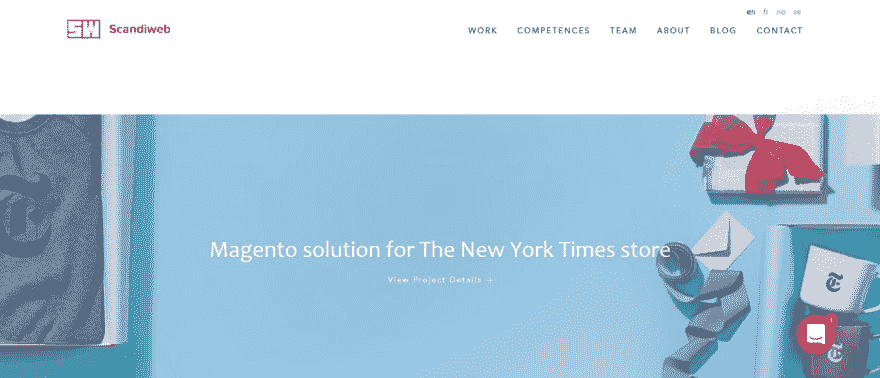 en fi no se
SW Scandiweb
WORK COMPETENCES TEAM ABOUT BLOG CONTACT
Magento solution for The New York Times store
View Project Details →
T
T
T
1